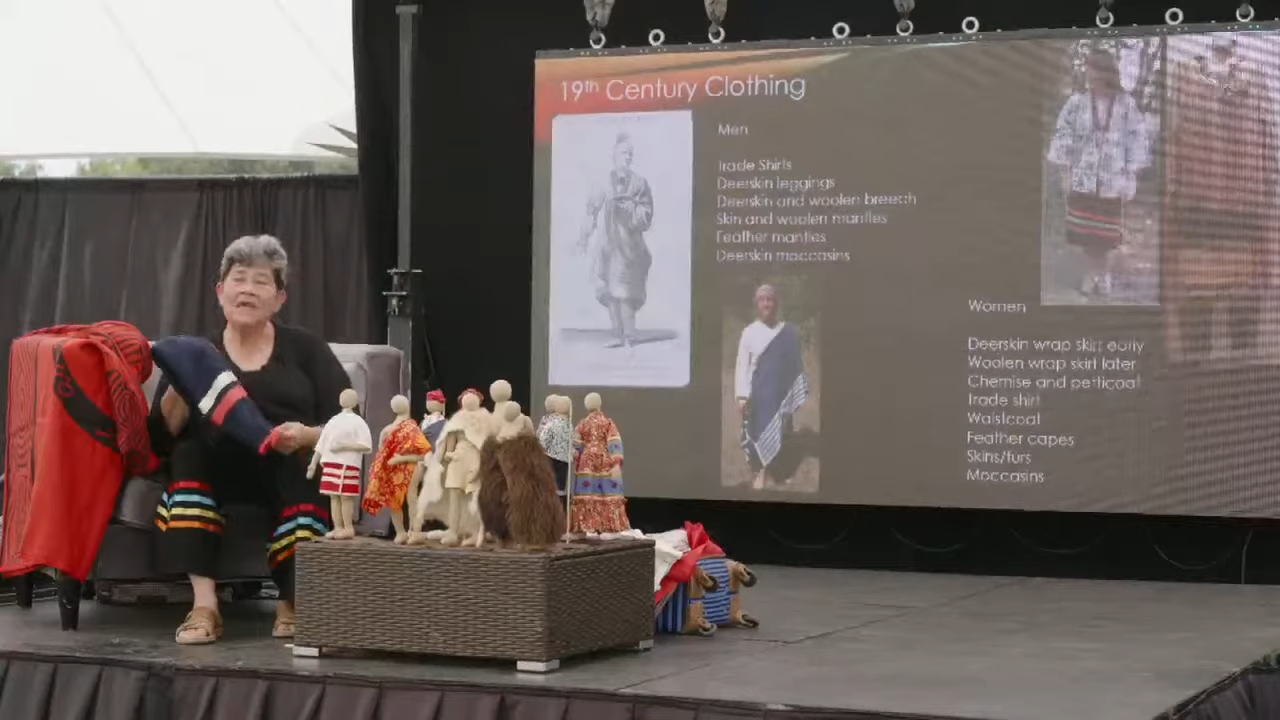 19th Century Clothing
Men
Trade Shirts
Deerskin leggings
Deerskin and woolen breech
Skin and woolen mantles
Feather mantles
Deerskin moccasins
Women
Deerskin wrap skirt early
Woolen wrap skirt later
Chemise and petticoat
Trade shirt
Waistcoat
Feather capes
Skins/furs
Moccasins